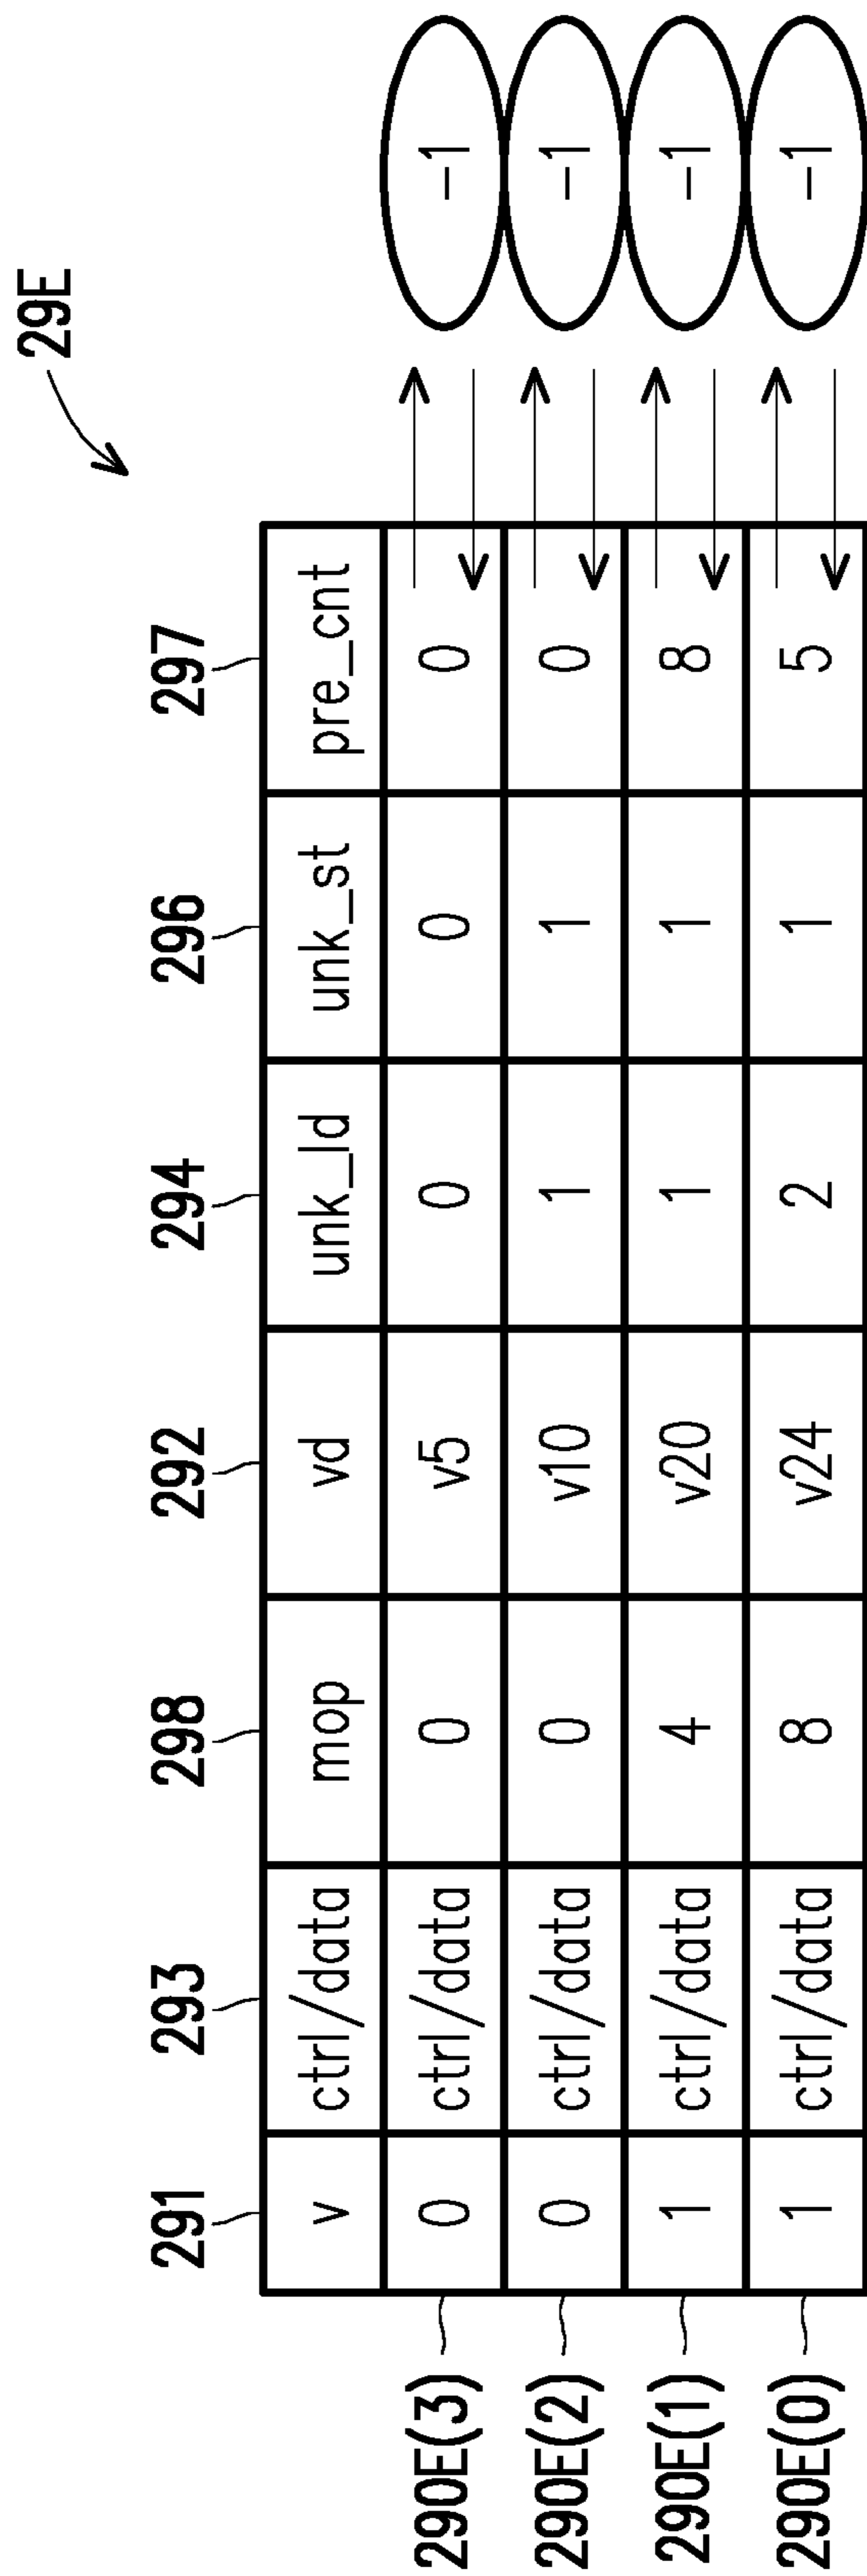 29E
291 293 298 292 294 296 297
v ctrl/data mop vd unk_ld unk_st pre_cnt
290E(3) 0 ctrl/data 0 v5 0 0 0 -1
290E(2) 0 ctrl/data 0 v10 1 1 0 -1
290E(1) 1 ctrl/data 4 v20 1 1 8 -1
290E(0) 1 ctrl/data 8 v24 2 1 5 -1